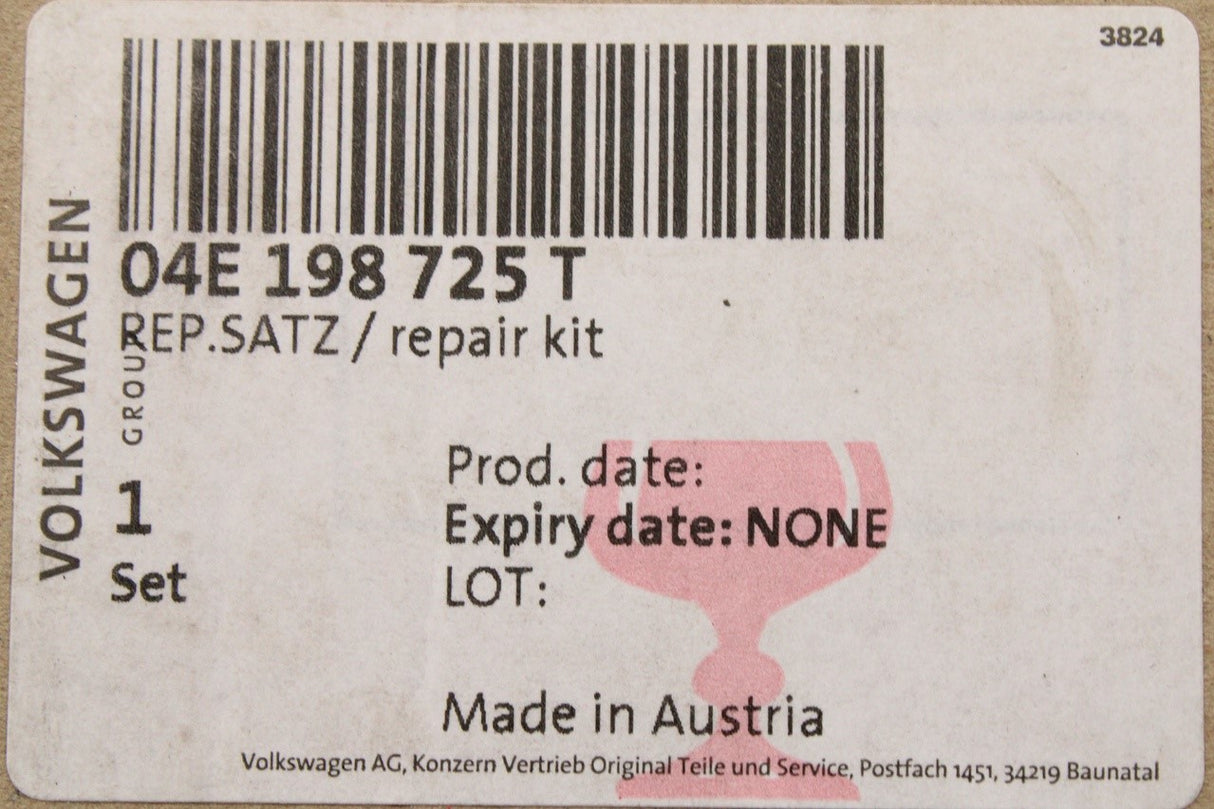 3824
VOLKSWAGEN
GROUP
04E 198 725 T
REP.SATZ / repair kit
1
Set
Prod. date:
Expiry date: NONE
LOT:
Made in Austria
Volkswagen AG, Konzern Vertrieb Original Teile und Service, Postfach 1451, 34219 Baunatal